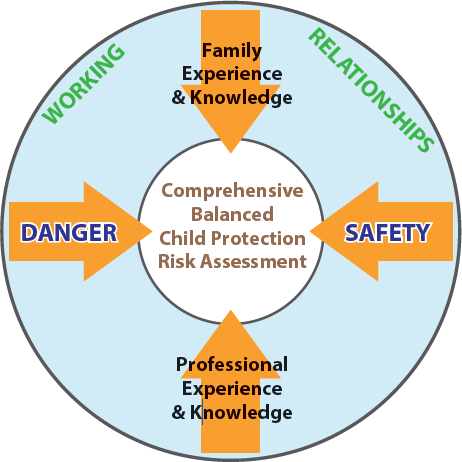 WORKING
RELATIONSHIPS
Family
Experience
& Knowledge
DANGER
Comprehensive
Balanced
Child Protection
Risk Assessment
SAFETY
Professional
Experience
& Knowledge